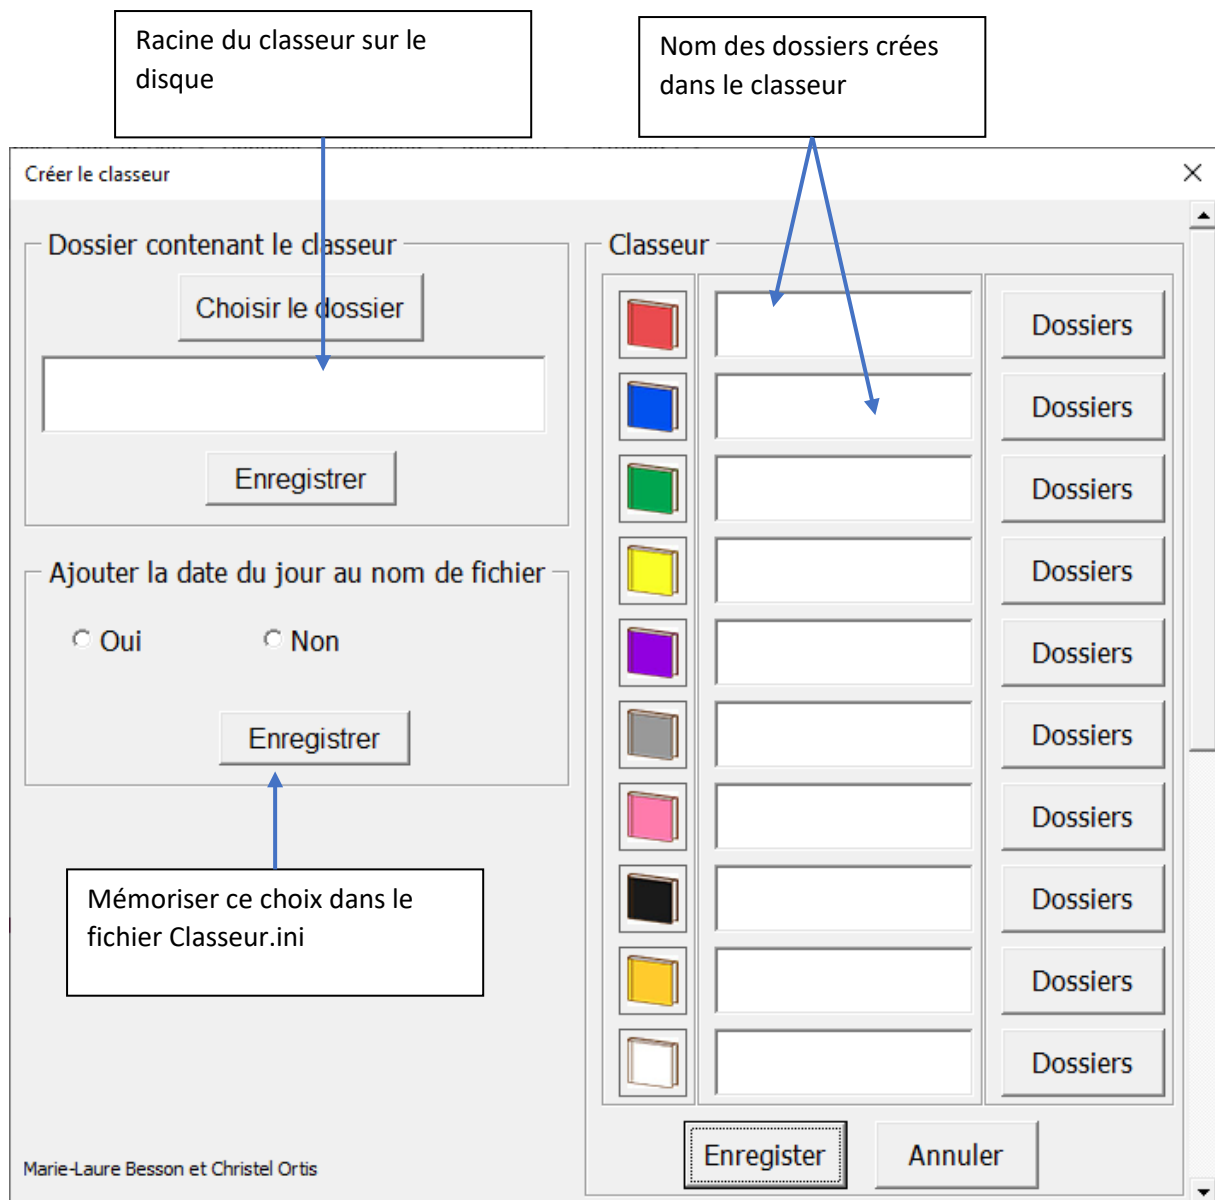 Racine du classeur sur le
disque
Nom des dossiers crées
dans le classeur
Créer le classeur
Dossier contenant le classeur
Choisir le dossier
Enregistrer
Ajouter la date du jour au nom de fichier
Oui
Non
Enregistrer
Mémoriser ce choix dans le
fichier Classeur.ini
Marie-Laure Besson et Christel Ortis
Classeur
Dossiers
Dossiers
Dossiers
Dossiers
Dossiers
Dossiers
Dossiers
Dossiers
Dossiers
Dossiers
Enregister
Annuler